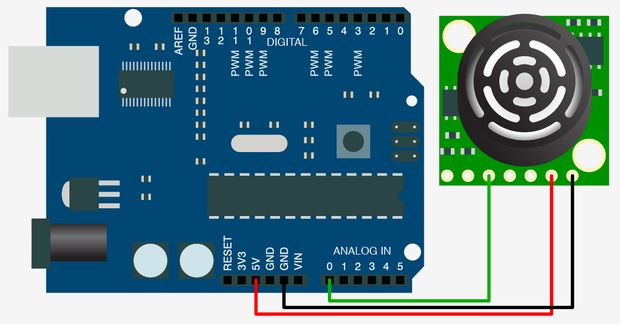 AREF
GND
13 12 11 10 9 8 7 6 5 4 3 2 1 0
DIGITAL
PWM PWM PWM PWM PWM PWM
ANALOG IN
RESET 3V3 5V GND GND VIN 0 1 2 3 4 5